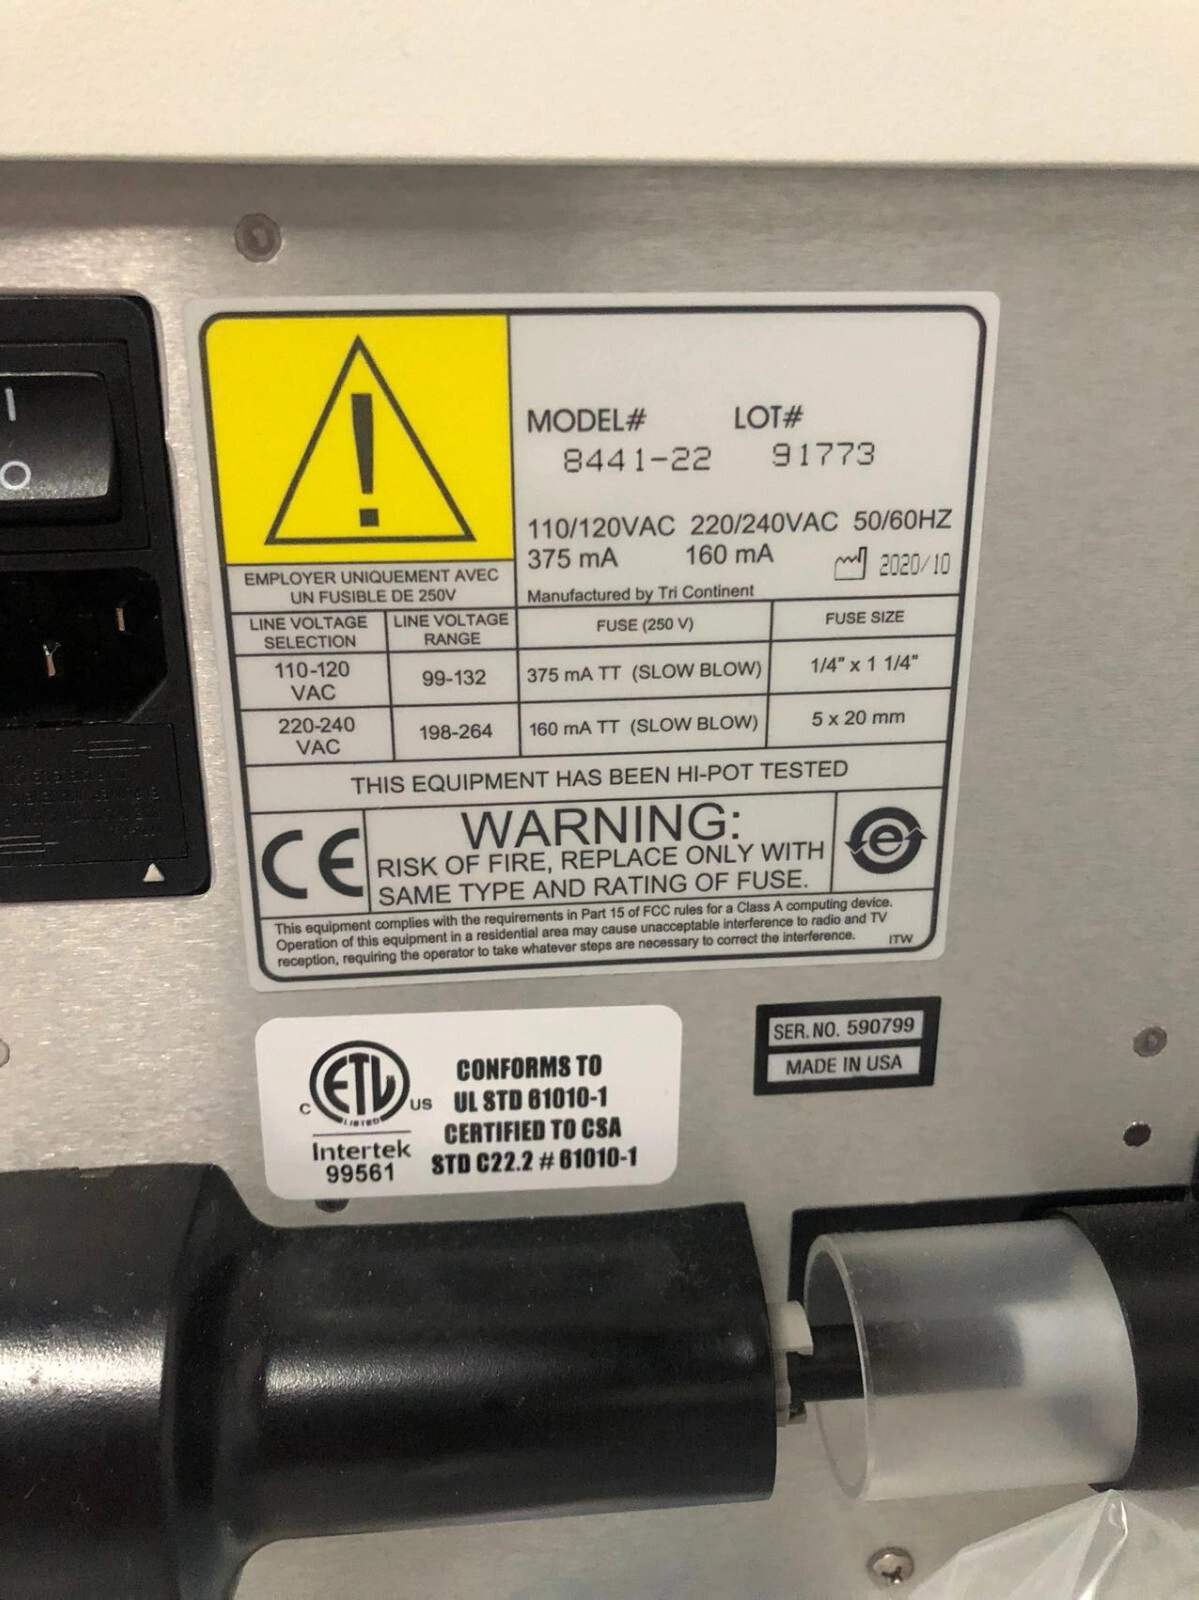 I
O
MODEL# LOT#
8441-22 91773
110/120VAC 220/240VAC 50/60HZ
375 mA 160 mA
2020/10
Manufactured by Tri Continent
EMPLOYER UNIQUEMENT AVEC
UN FUSIBLE DE 250V
LINE VOLTAGE SELECTION LINE VOLTAGE RANGE FUSE (250 V) FUSE SIZE
110-120 VAC 99-132 375 mA TT (SLOW BLOW) 1/4" x 1 1/4"
220-240 VAC 198-264 160 mA TT (SLOW BLOW) 5 x 20 mm
THIS EQUIPMENT HAS BEEN HI-POT TESTED
CE
WARNING:
RISK OF FIRE, REPLACE ONLY WITH
SAME TYPE AND RATING OF FUSE.
e
This equipment complies with the requirements in Part 15 of FCC rules for a Class A computing device.
Operation of this equipment in a residential area may cause unacceptable interference to radio and TV
reception, requiring the operator to take whatever steps are necessary to correct the interference.
ITW
C ETL US
LISTED
Intertek
99561
CONFORMS TO
UL STD 61010-1
CERTIFIED TO CSA
STD C22.2 # 61010-1
SER. NO. 590799
MADE IN USA